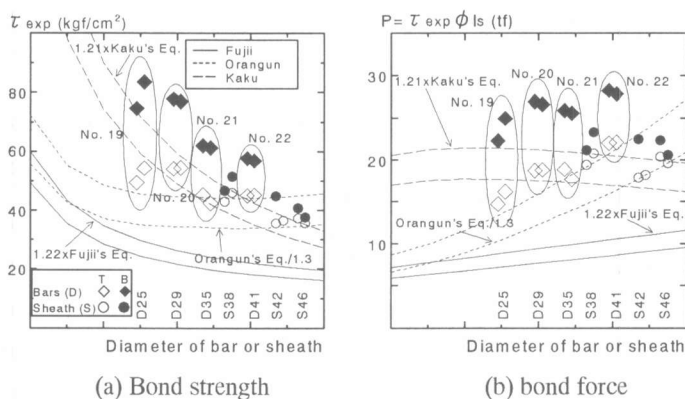 τ exp (kgf/cm²)
80
60
40
20
1.21xKaku's Eq.
Fujii
Orangun
Kaku
No. 19
No. 20
No. 21
No. 22
1.22xFujii's Eq.
Orangun's Eq./1.3
T B
Bars (D)
Sheath (S)
D25
D29
D35
S38
D41
S42
S46
Diameter of bar or sheath
(a) Bond strength
P= τ exp ϕ ls (tf)
30
20
10
0
1.21xKaku's Eq.
No. 19
No. 20
No. 21
No. 22
Orangun's Eq./1.3
1.22xFujii's Eq.
D25
D29
D35
S38
D41
S42
S46
Diameter of bar or sheath
(b) bond force